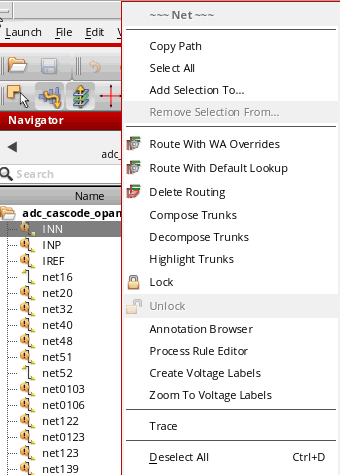 ~~~ Net ~~~
Launch File Edit V
Copy Path
Select All
Add Selection To...
Remove Selection From...
Navigator
Route With WA Overrides
adc_
Route With Default Lookup
Search
Delete Routing
Name
Compose Trunks
adc_cascode_opan
Decompose Trunks
INN
INP
Highlight Trunks
IREF
net16
Lock
net20
Unlock
net32
net40
Annotation Browser
net48
Process Rule Editor
net51
net52
Create Voltage Labels
net0103
Zoom To Voltage Labels
net0106
net122
Trace
net0123
net123
Deselect All Ctrl+D
net139